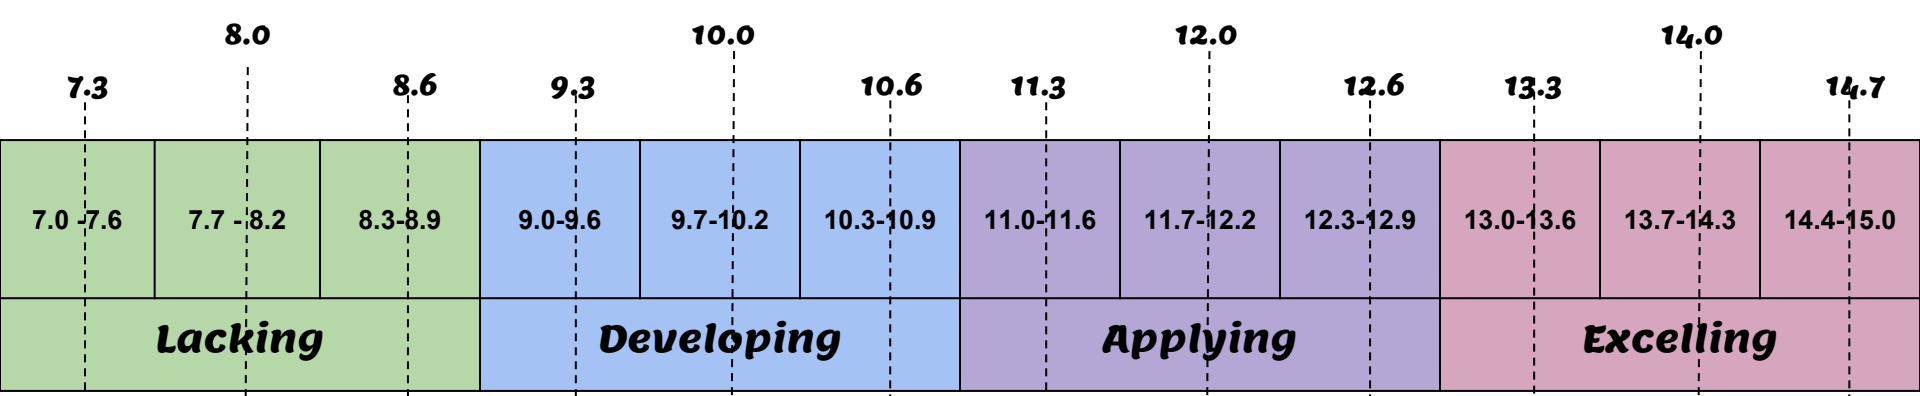 8.0 10.0 12.0 14.0
7.3 8.6 9.3 10.6 11.3 12.6 13.3 14.7
7.0 -7.6 7.7 - 8.2 8.3-8.9 9.0-9.6 9.7-10.2 10.3-10.9 11.0-11.6 11.7-12.2 12.3-12.9 13.0-13.6 13.7-14.3 14.4-15.0
Lacking Developing Applying Excelling